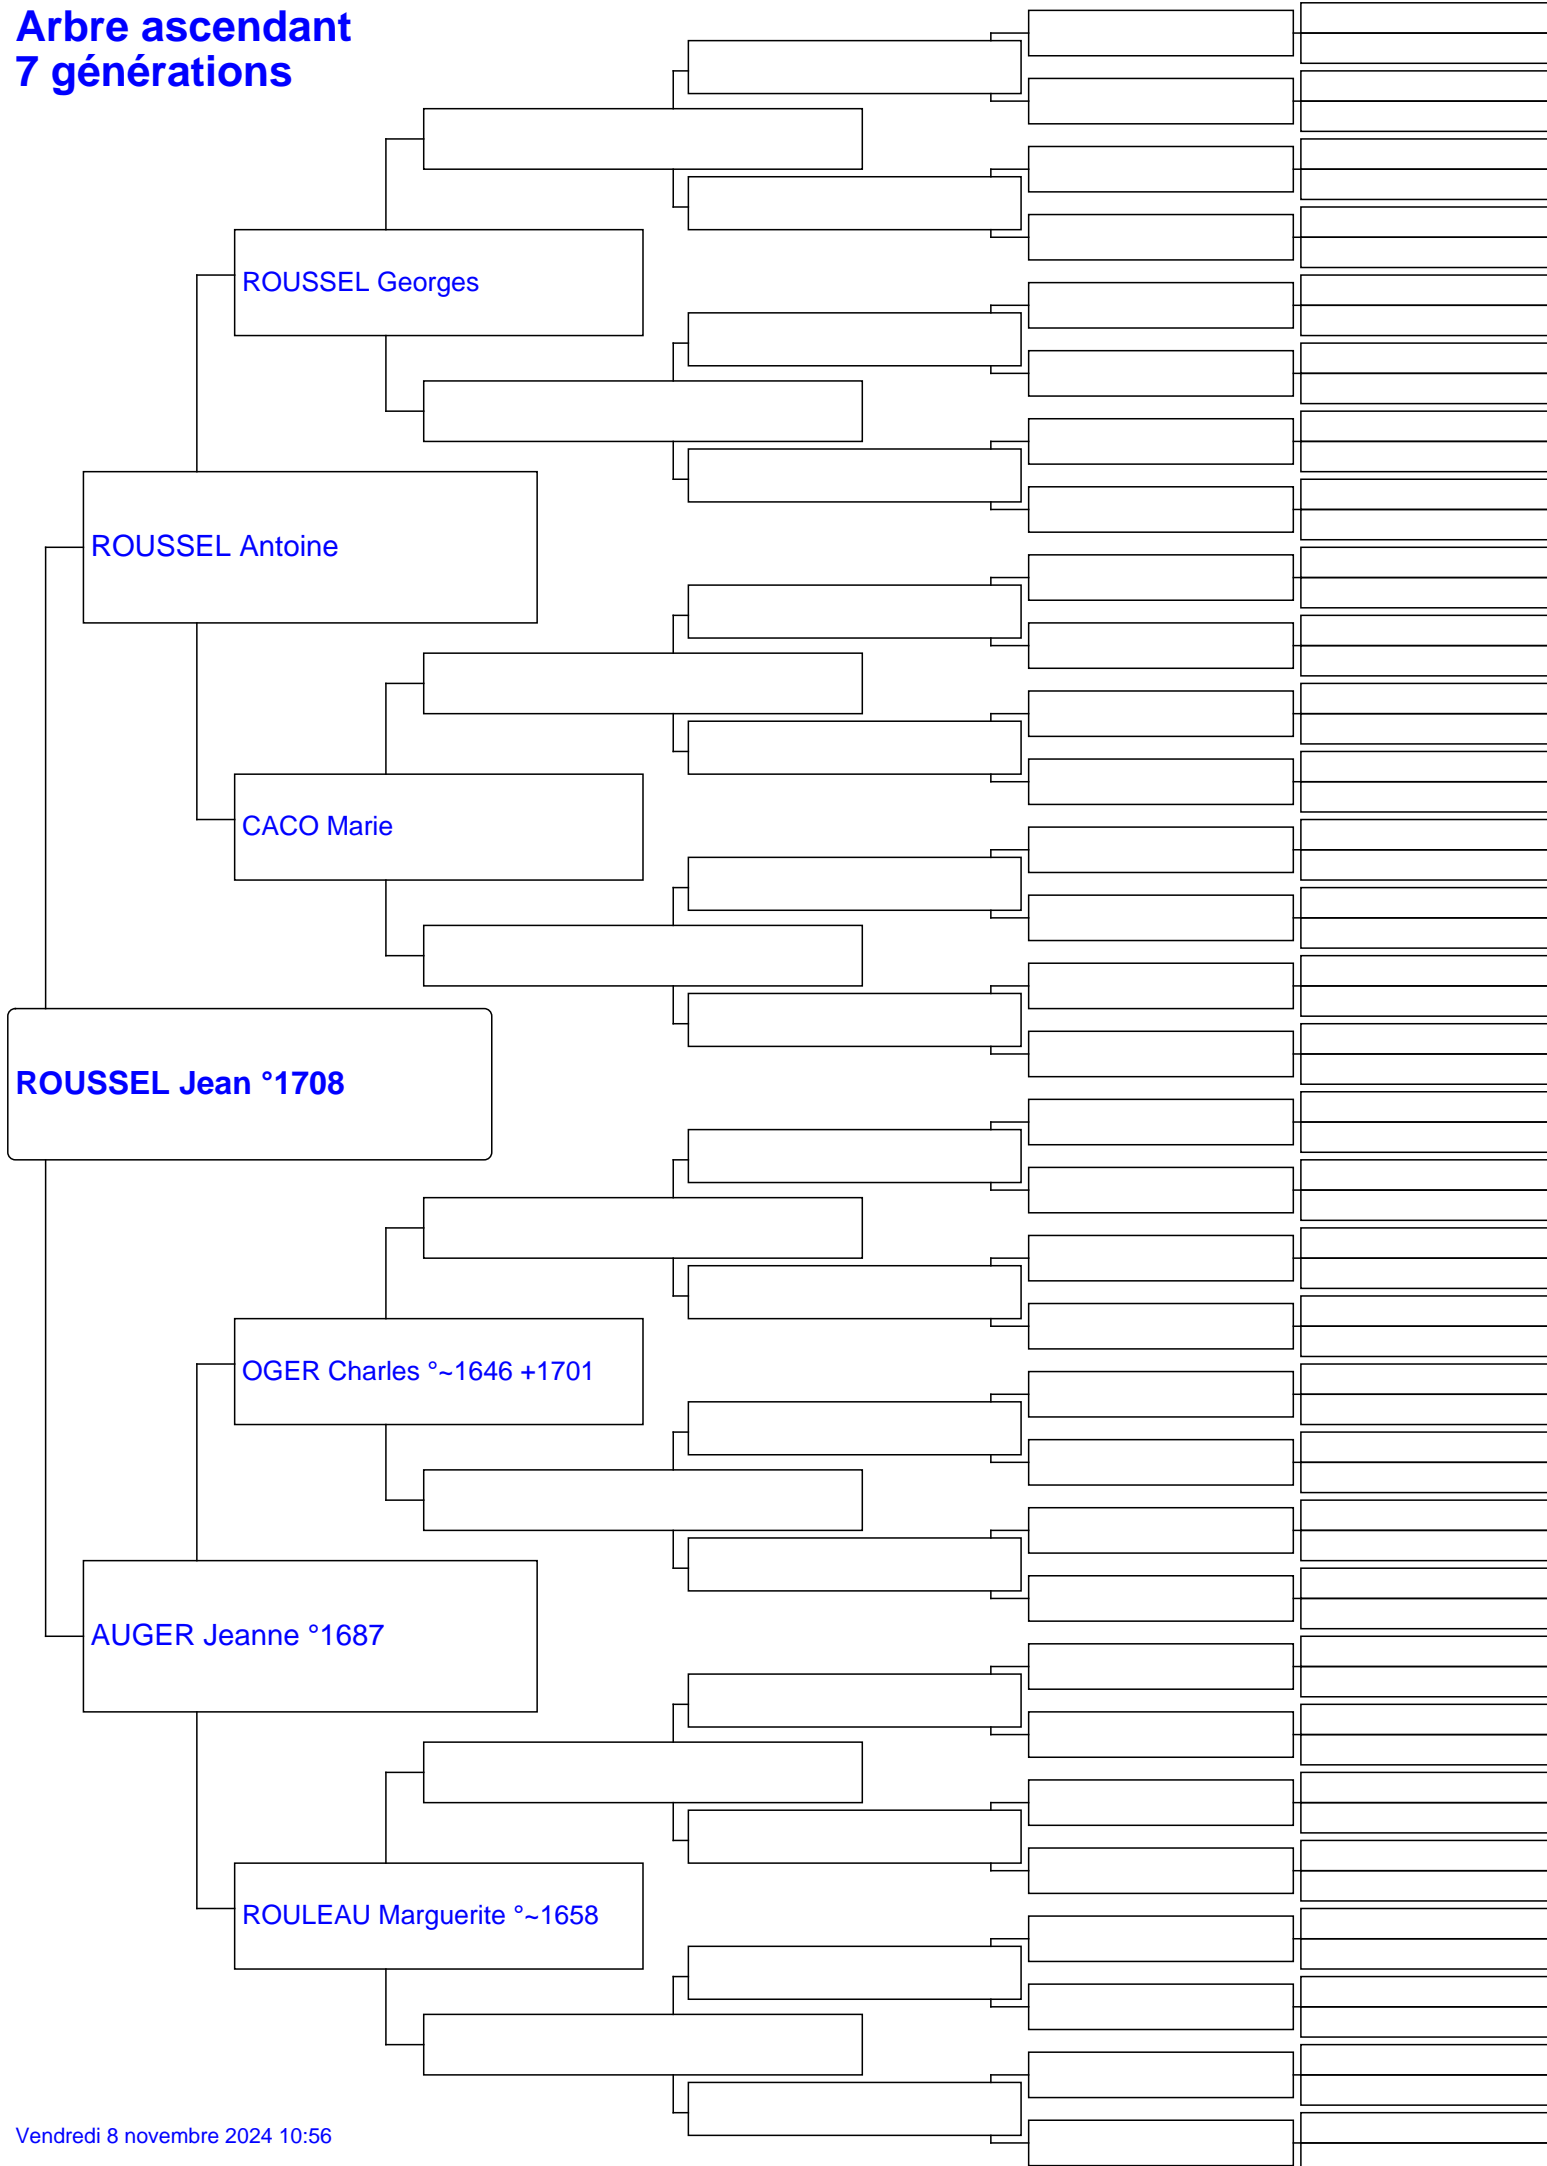 Arbre ascendant
7 générations
ROUSSEL Georges
ROUSSEL Antoine
CACO Marie
ROUSSEL Jean °1708
OGER Charles °~1646 +1701
AUGER Jeanne °1687
ROULEAU Marguerite °~1658
Vendredi 8 novembre 2024 10:56